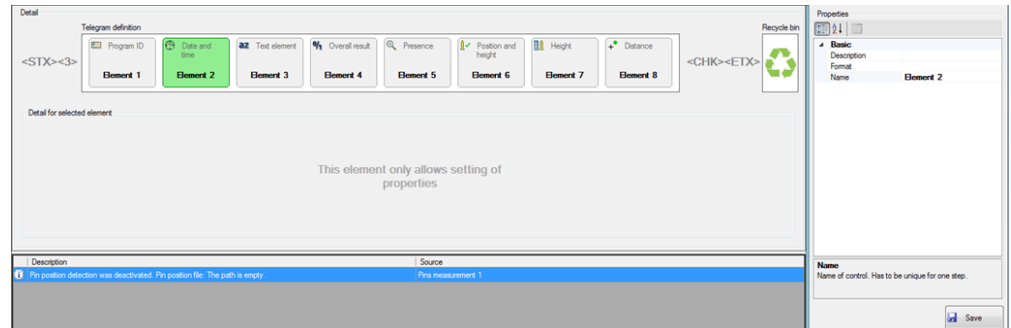 Detail
Properties
Telegram definition
Recycle bin
<STX><3>
Program ID
Element 1
Date and
time
Element 2
az Text element
Element 3
Overall result
Element 4
Presence
Element 5
Position and
height
Element 6
Height
Element 7
Distance
Element 8
<CHK><ETX>
Basic
Description
Format
Name Element 2
Detail for selected element
This element only allows setting of
properties
Description Source
Pin position detection was deactivated. Pin position file: The path is empty. Pins measurement 1
Name
Name of control. Has to be unique for one step.
Save